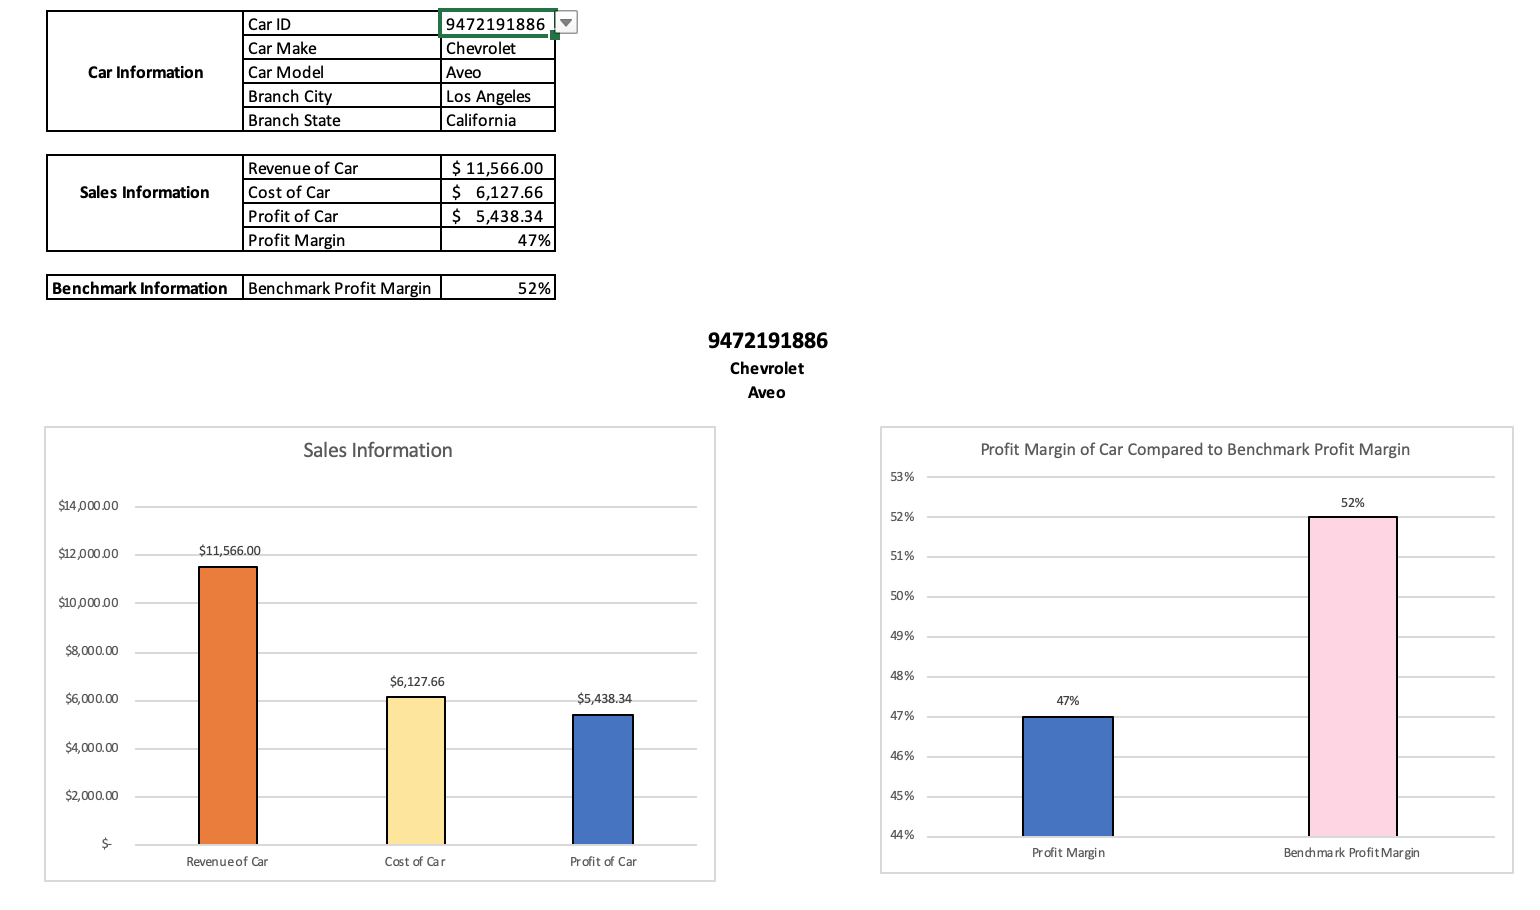 Car Information
Car ID 9472191886
Car Make Chevrolet
Car Model Aveo
Branch City Los Angeles
Branch State California
Sales Information
Revenue of Car $ 11,566.00
Cost of Car $ 6,127.66
Profit of Car $ 5,438.34
Profit Margin 47%
Benchmark Information Benchmark Profit Margin 52%
9472191886
Chevrolet
Aveo
Sales Information
$14,000.00
$12,000.00
$10,000.00
$8,000.00
$6,000.00
$4,000.00
$2,000.00
$-
$11,566.00
$6,127.66
$5,438.34
Revenue of Car
Cost of Car
Profit of Car
Profit Margin of Car Compared to Benchmark Profit Margin
53%
52%
51%
50%
49%
48%
47%
46%
45%
44%
47%
52%
Profit Margin
Benchmark Profit Margin